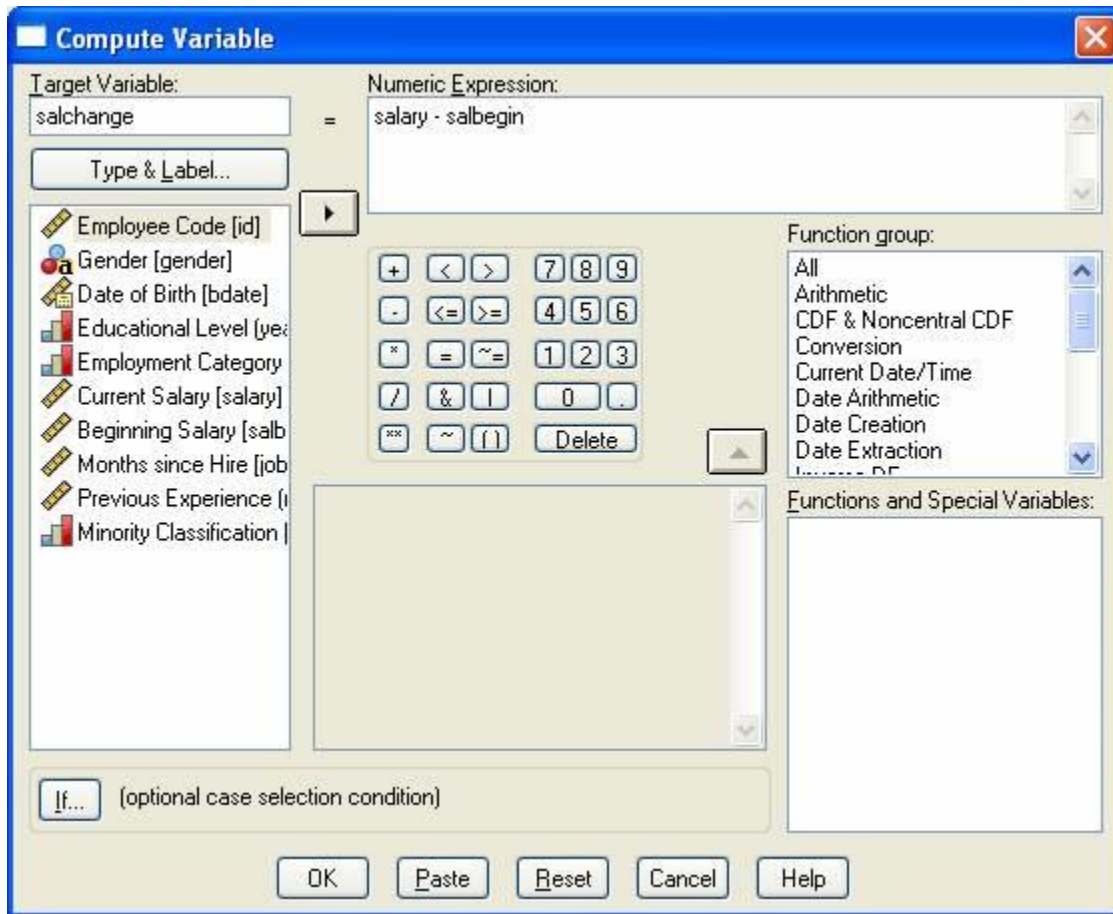 Compute Variable
Target Variable:
salchange
=
Numeric Expression:
salary - salbegin
Type & Label...
Employee Code [id]
Gender [gender]
Date of Birth [bdate]
Educational Level (yea
Employment Category
Current Salary [salary]
Beginning Salary [salb
Months since Hire [job
Previous Experience (
Minority Classification [
+ < > 7 8 9
- <= >= 4 5 6
* = ~= 1 2 3
/ & | 0 .
** ~ ( ) Delete
Function group:
All
Arithmetic
CDF & Noncentral CDF
Conversion
Current Date/Time
Date Arithmetic
Date Creation
Date Extraction
Functions and Special Variables:
If... (optional case selection condition)
OK Paste Reset Cancel Help